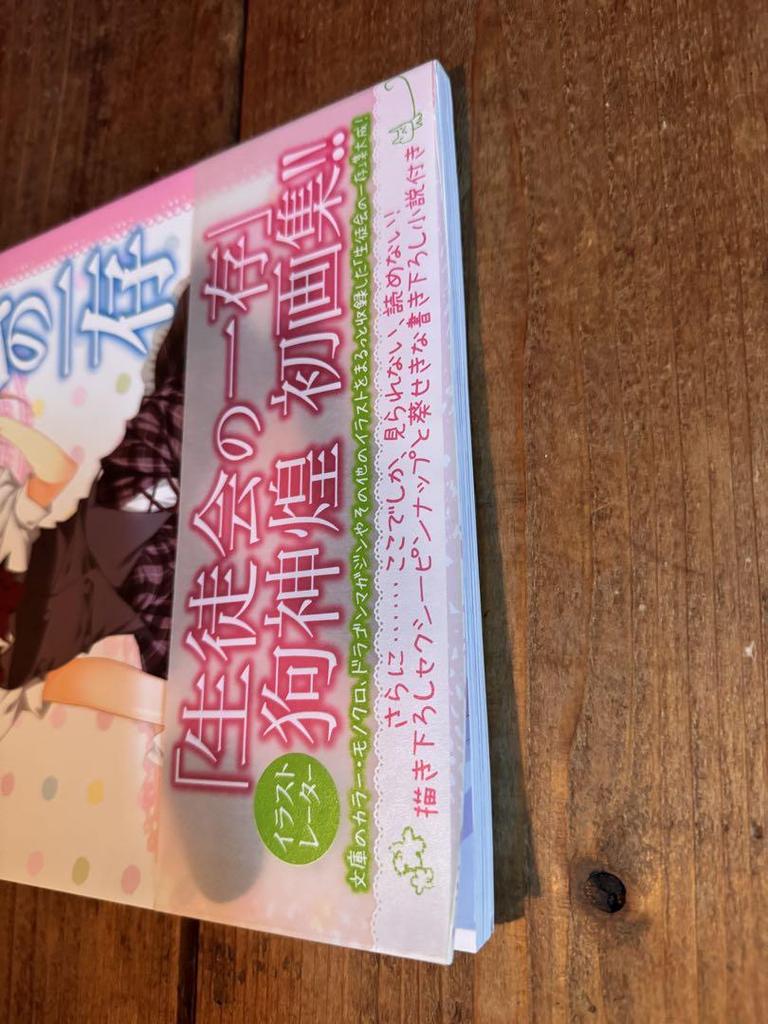 の一存
「生徒会の一存」
イラストレーター
狗神煌 初画集!!
文庫のカラー・モノクロ、ドラゴンマガジンやその他のイラストをまるっと収録した「生徒会の一存」集大成!
さらに……ここでしか、見られない、読めない!
描き下ろしセクシーピンナップと葵せきな書き下ろし小説付き